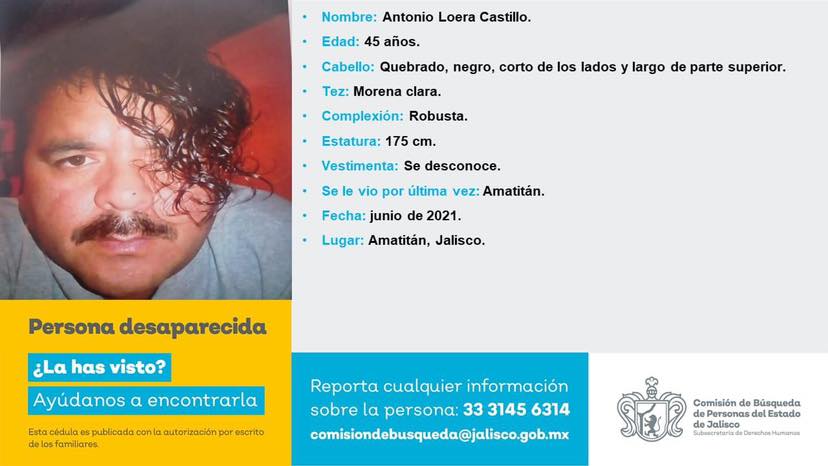 • Nombre: Antonio Loera Castillo.
• Edad: 45 años.
• Cabello: Quebrado, negro, corto de los lados y largo de parte superior.
• Tez: Morena clara.
• Complexión: Robusta.
• Estatura: 175 cm.
• Vestimenta: Se desconoce.
• Se le vio por última vez: Amatitán.
• Fecha: junio de 2021.
• Lugar: Amatitán, Jalisco.
Persona desaparecida
¿La has visto?
Ayúdanos a encontrarla
Esta cédula es publicada con la autorización por escrito
de los familiares.
Reporta cualquier información
sobre la persona: 33 3145 6314
comisiondebusqueda@jalisco.gob.mx
Comisión de Búsqueda
de Personas del Estado
de Jalisco
Subsecretaría de Derechos Humanos